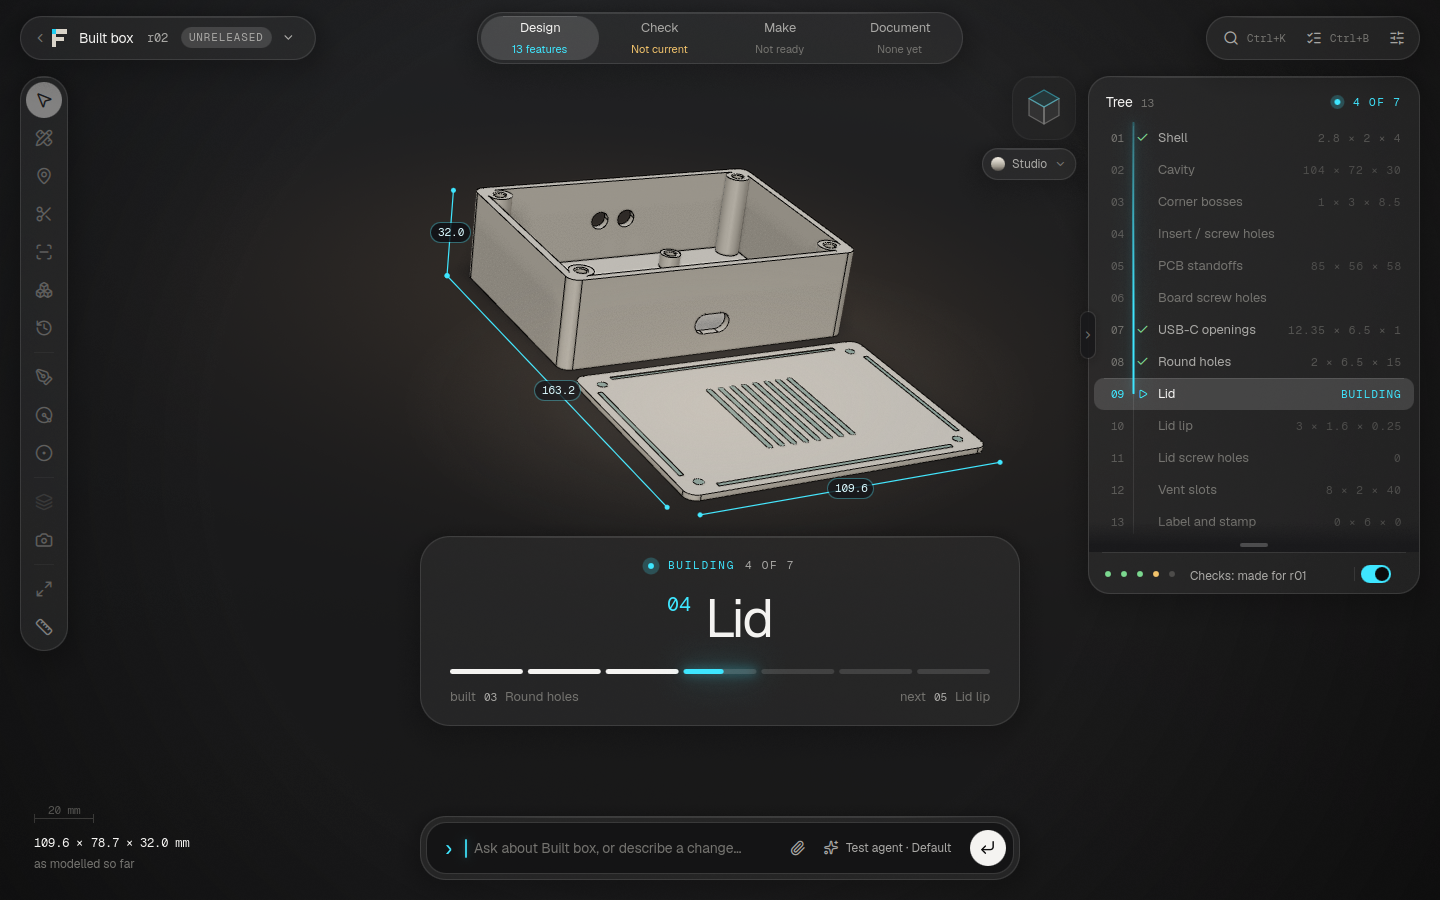 Built box r02 UNRELEASED
Design
13 features
Check
Not current
Make
Not ready
Document
None yet
Ctrl+K
Ctrl+B
Tree 13
4 OF 7
01 Shell 2.8 × 2 × 4
02 Cavity 104 × 72 × 30
03 Corner bosses 1 × 3 × 8.5
04 Insert / screw holes
05 PCB standoffs 85 × 56 × 58
06 Board screw holes
07 USB-C openings 12.35 × 6.5 × 1
08 Round holes 2 × 6.5 × 15
09 Lid BUILDING
10 Lid lip 3 × 1.6 × 0.25
11 Lid screw holes 0
12 Vent slots 8 × 2 × 40
13 Label and stamp 0 × 6 × 0
Checks: made for r01
Studio
32.0
163.2
109.6
BUILDING 4 OF 7
04 Lid
built 03 Round holes
next 05 Lid lip
20 mm
109.6 × 78.7 × 32.0 mm
as modelled so far
Ask about Built box, or describe a change…
Test agent · Default